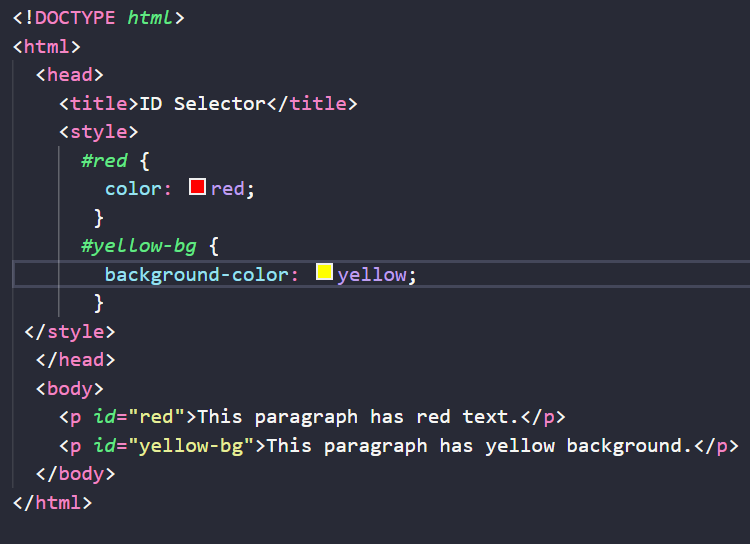 <!DOCTYPE html>
<html>
  <head>
    <title>ID Selector</title>
    <style>
      #red {
        color: red;
       }
      #yellow-bg {
        background-color: yellow;
       }
 </style>
  </head>
  <body>
    <p id="red">This paragraph has red text.</p>
    <p id="yellow-bg">This paragraph has yellow background.</p>
  </body>
</html>